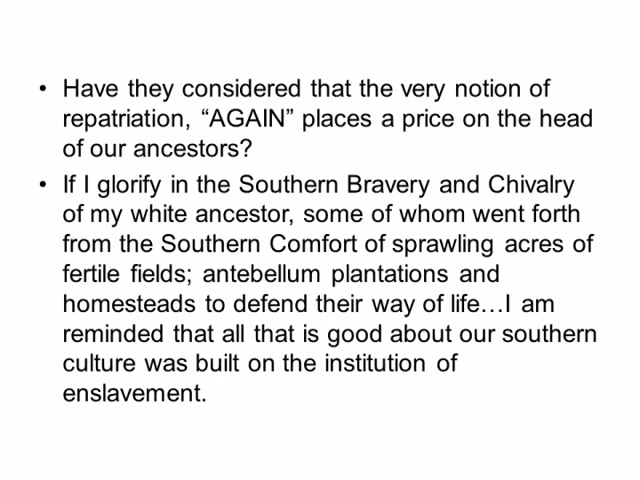 • Have they considered that the very notion of
repatriation, “AGAIN” places a price on the head
of our ancestors?
• If I glorify in the Southern Bravery and Chivalry
of my white ancestor, some of whom went forth
from the Southern Comfort of sprawling acres of
fertile fields; antebellum plantations and
homesteads to defend their way of life…I am
reminded that all that is good about our southern
culture was built on the institution of
enslavement.